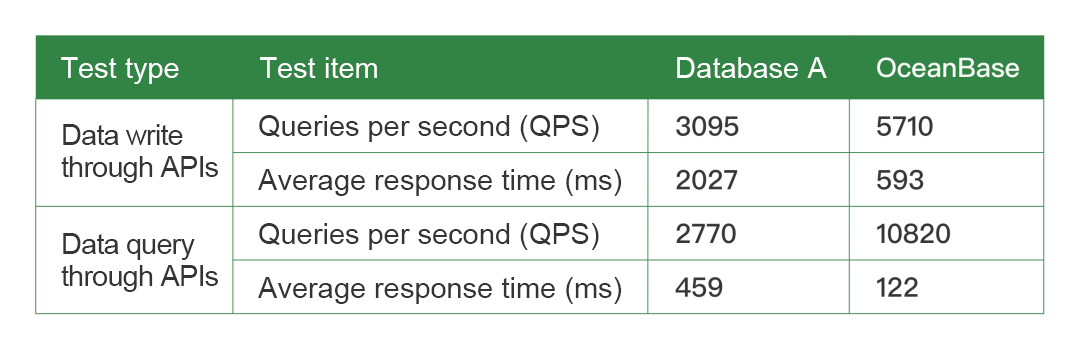 Test type Test item Database A OceanBase
Data write through APIs
Queries per second (QPS) 3095 5710
Average response time (ms) 2027 593
Data query through APIs
Queries per second (QPS) 2770 10820
Average response time (ms) 459 122